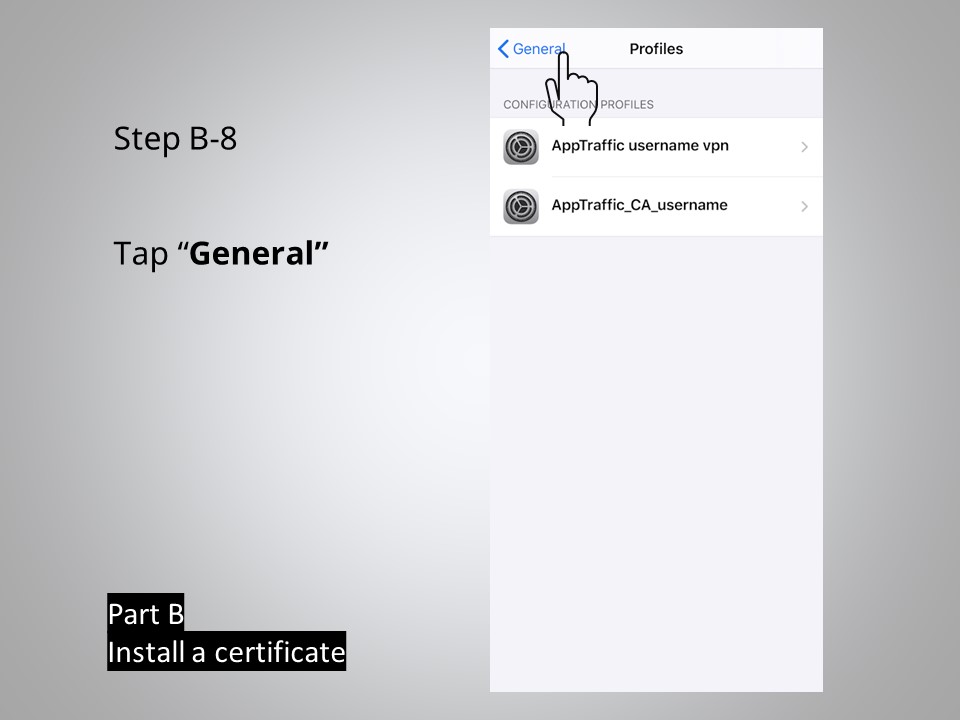 Step B-8
Tap “General”
Part B
Install a certificate
General
Profiles
CONFIGURATION PROFILES
AppTraffic username vpn
AppTraffic_CA_username